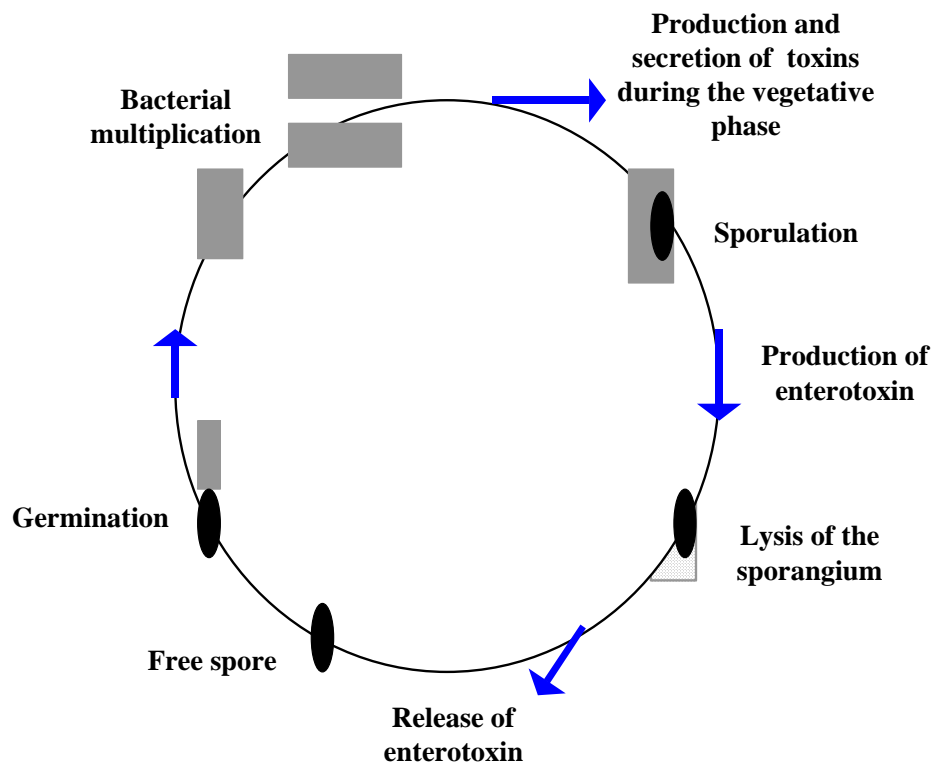 Production and
secretion of toxins
during the vegetative
phase
Bacterial
multiplication
Sporulation
Production of
enterotoxin
Germination
Lysis of the
sporangium
Free spore
Release of
enterotoxin